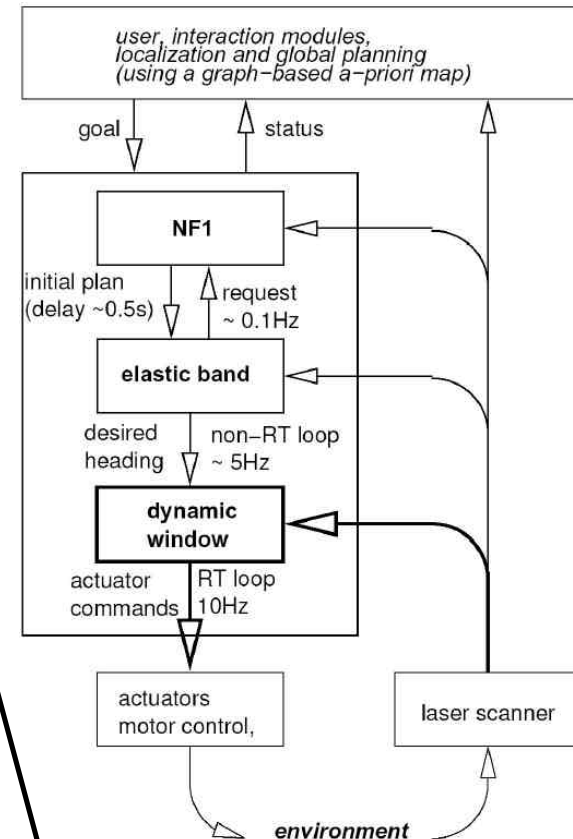 user, interaction modules,
localization and global planning
(using a graph-based a-priori map)
goal
status
NF1
initial plan
(delay ~0.5s)
request
~ 0.1Hz
elastic band
desired
heading
non-RT loop
~ 5Hz
dynamic
window
actuator
commands
RT loop
10Hz
actuators
motor control,
laser scanner
environment